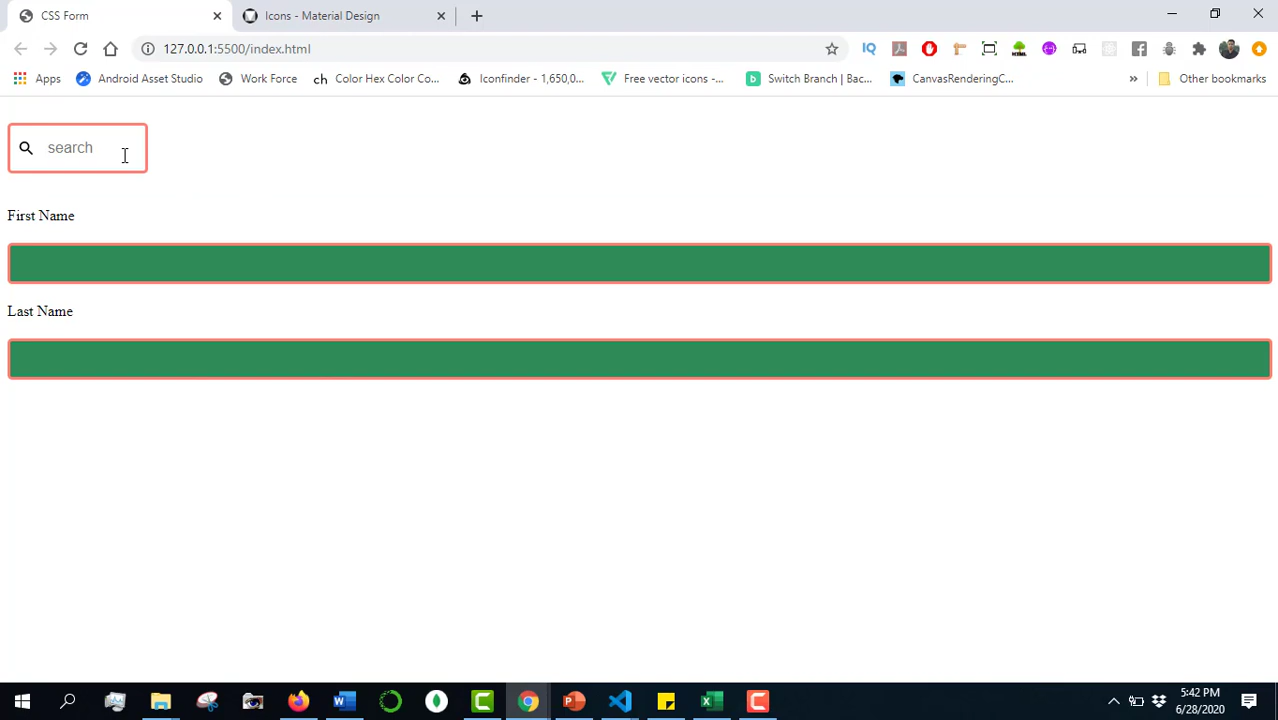 CSS Form
Icons - Material Design
127.0.0.1:5500/index.html
IQ
Apps
Android Asset Studio
Work Force
ch Color Hex Color Co...
Iconfinder - 1,650,0...
Free vector icons -...
Switch Branch | Bac...
CanvasRenderingC...
»
Other bookmarks
search
First Name
Last Name
5:42 PM
6/28/2020